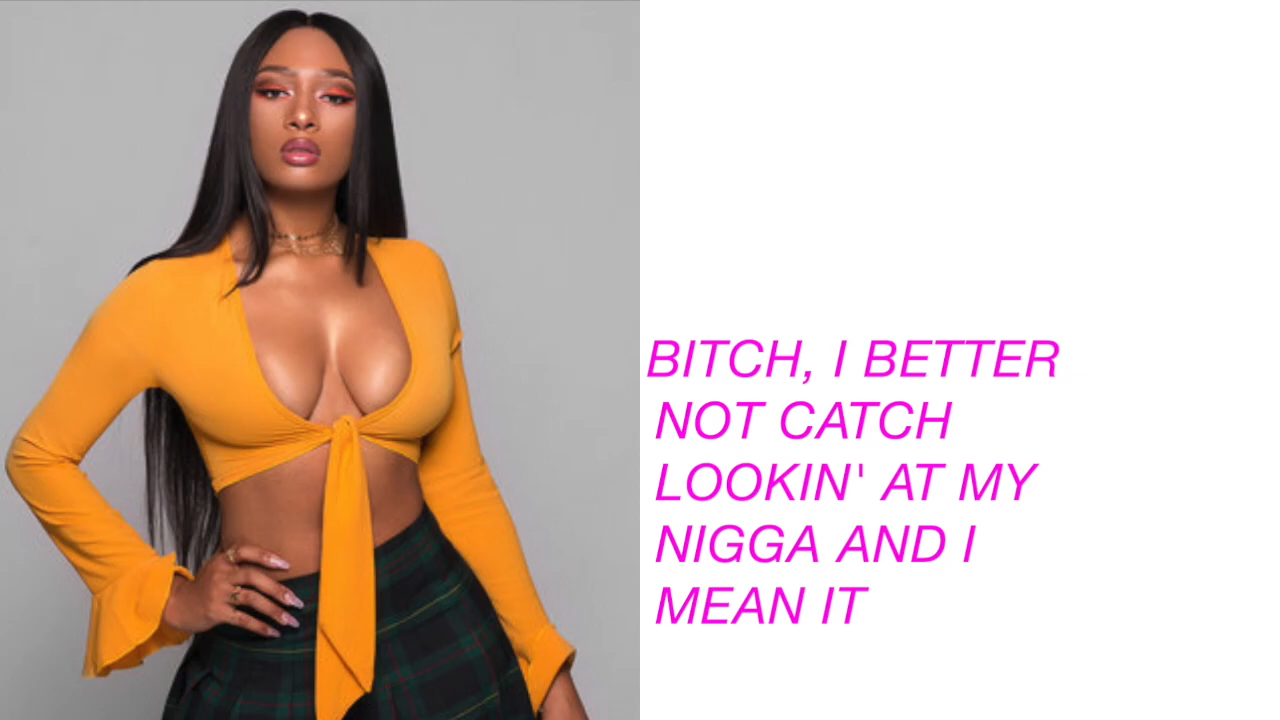 BITCH, I BETTER
NOT CATCH
LOOKIN' AT MY
NIGGA AND I
MEAN IT